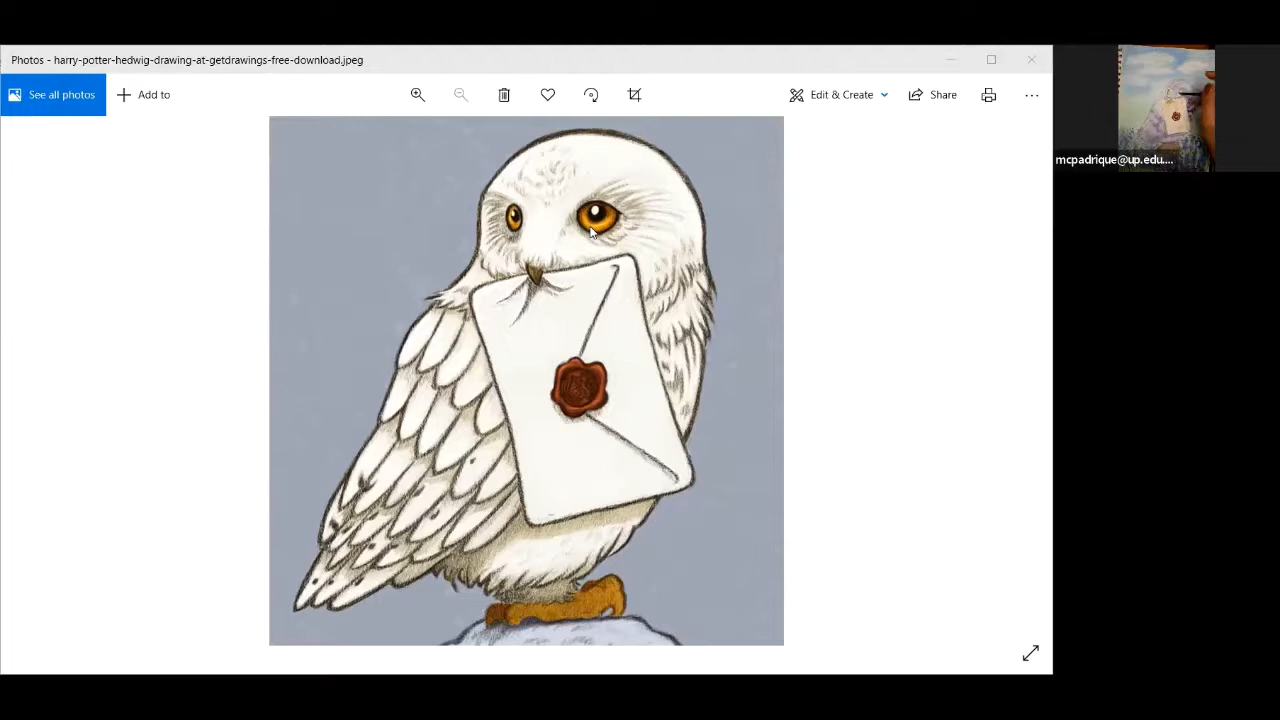 Photos - harry-potter-hedwig-drawing-at-getdrawings-free-download.jpeg
See all photos
Add to
Edit & Create
Share
mcpadrique@up.edu....